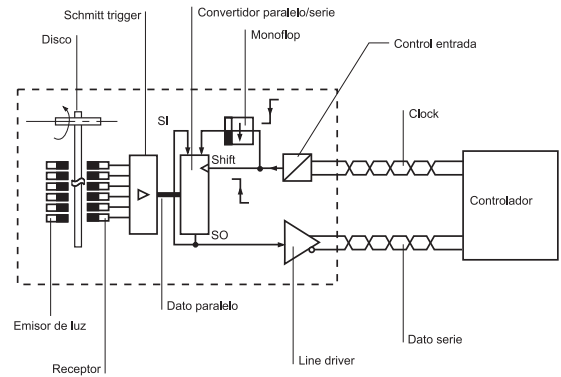 Schmitt trigger
Convertidor paralelo/serie
Disco
Monoflop
Control entrada
SI
Clock
Shift
Controlador
SO
Dato paralelo
Emisor de luz
Line driver
Dato serie
Receptor